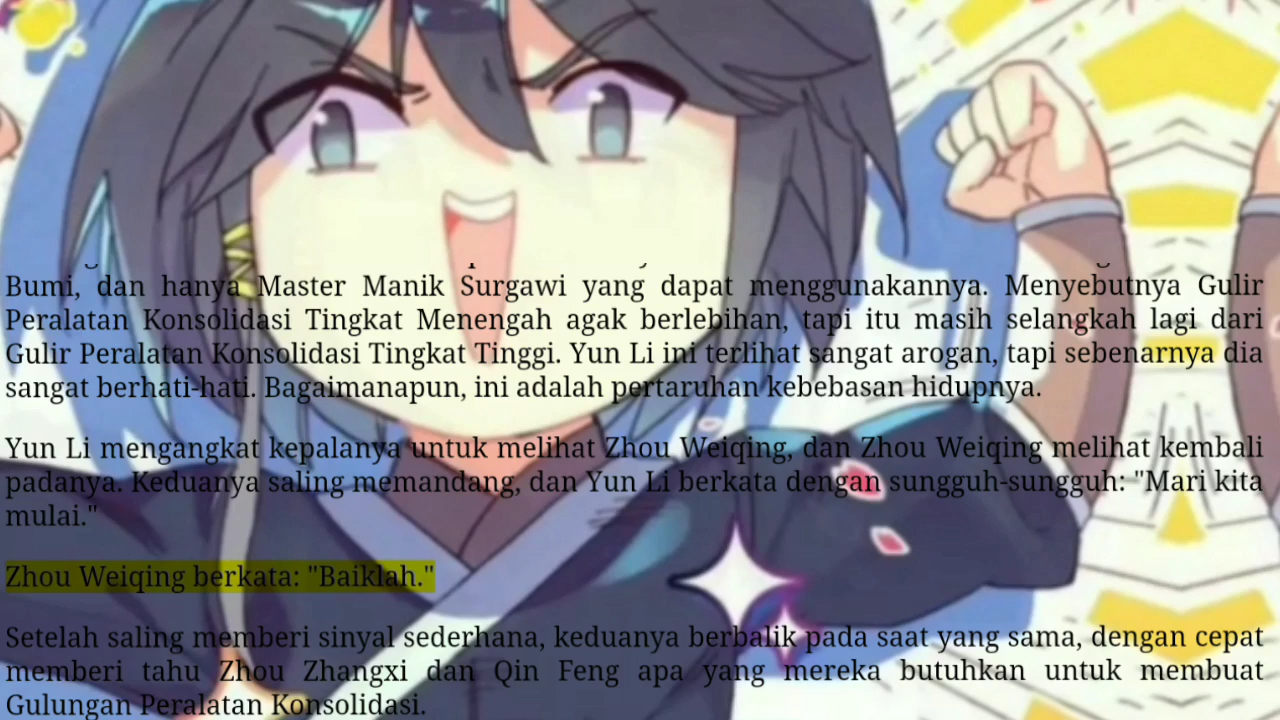 Bumi, dan hanya Master Manik Surgawi yang dapat menggunakannya. Menyebutnya Gulir
Peralatan Konsolidasi Tingkat Menengah agak berlebihan, tapi itu masih selangkah lagi dari
Gulir Peralatan Konsolidasi Tingkat Tinggi. Yun Li ini terlihat sangat arogan, tapi sebenarnya dia
sangat berhati-hati. Bagaimanapun, ini adalah pertaruhan kebebasan hidupnya.
Yun Li mengangkat kepalanya untuk melihat Zhou Weiqing, dan Zhou Weiqing melihat kembali
padanya. Keduanya saling memandang, dan Yun Li berkata dengan sungguh-sungguh: "Mari kita
mulai."
Zhou Weiqing berkata: "Baiklah."
Setelah saling memberi sinyal sederhana, keduanya berbalik pada saat yang sama, dengan cepat
memberi tahu Zhou Zhangxi dan Qin Feng apa yang mereka butuhkan untuk membuat
Gulungan Peralatan Konsolidasi.